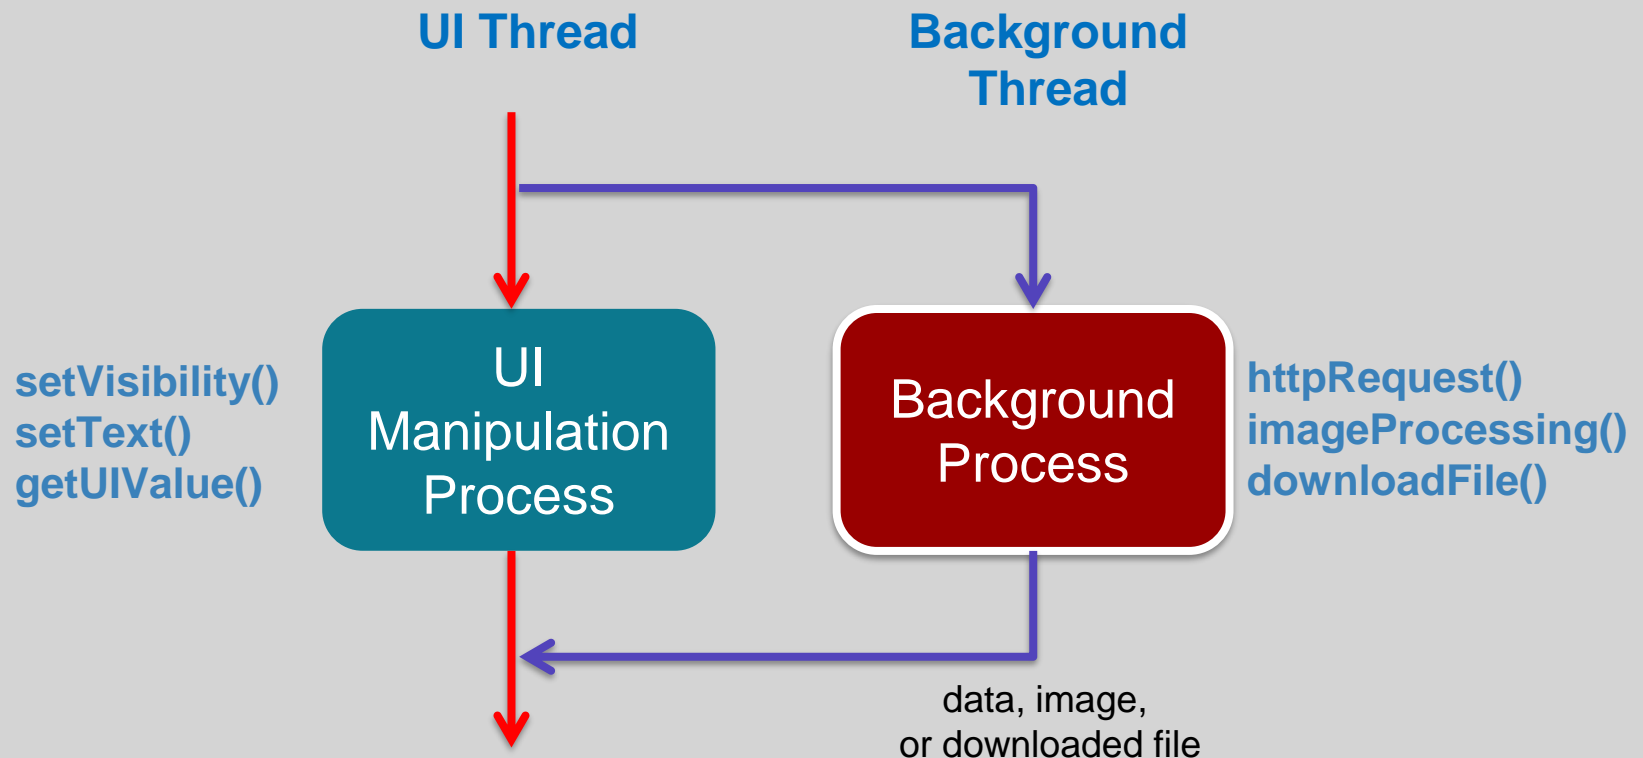 UI Thread
Background
Thread
setVisibility()
setText()
getUIValue()
UI
Manipulation
Process
Background
Process
httpRequest()
imageProcessing()
downloadFile()
data, image,
or downloaded file